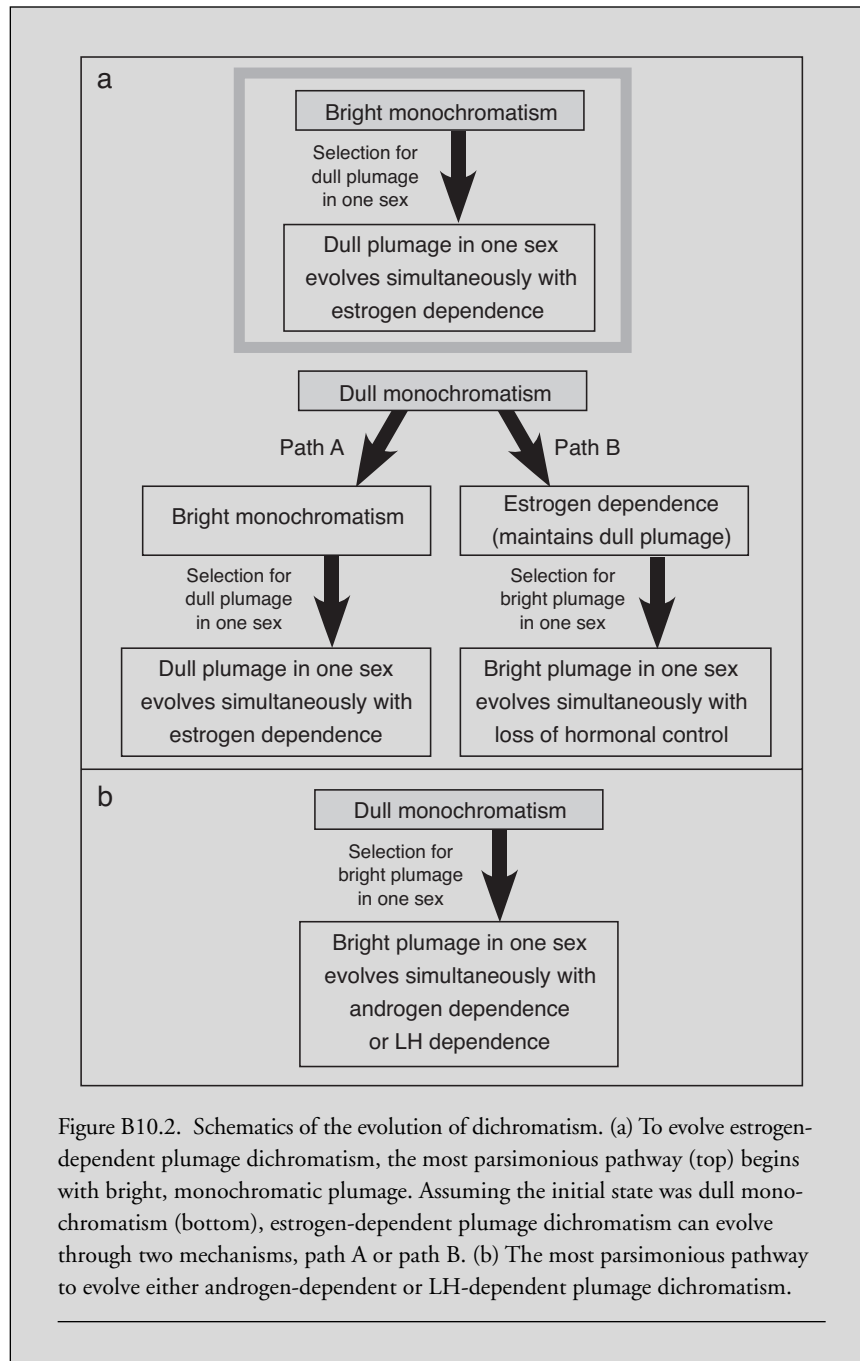 a
Bright monochromatism
Selection for
dull plumage
in one sex
Dull plumage in one sex
evolves simultaneously with
estrogen dependence
Dull monochromatism
Path A
Path B
Bright monochromatism
Estrogen dependence
(maintains dull plumage)
Selection for
dull plumage
in one sex
Selection for
bright plumage
in one sex
Dull plumage in one sex
evolves simultaneously with
estrogen dependence
Bright plumage in one sex
evolves simultaneously with
loss of hormonal control
b
Dull monochromatism
Selection for
bright plumage
in one sex
Bright plumage in one sex
evolves simultaneously with
androgen dependence
or LH dependence
Figure B10.2. Schematics of the evolution of dichromatism. (a) To evolve estrogen-
dependent plumage dichromatism, the most parsimonious pathway (top) begins
with bright, monochromatic plumage. Assuming the initial state was dull mono-
chromatism (bottom), estrogen-dependent plumage dichromatism can evolve
through two mechanisms, path A or path B. (b) The most parsimonious pathway
to evolve either androgen-dependent or LH-dependent plumage dichromatism.